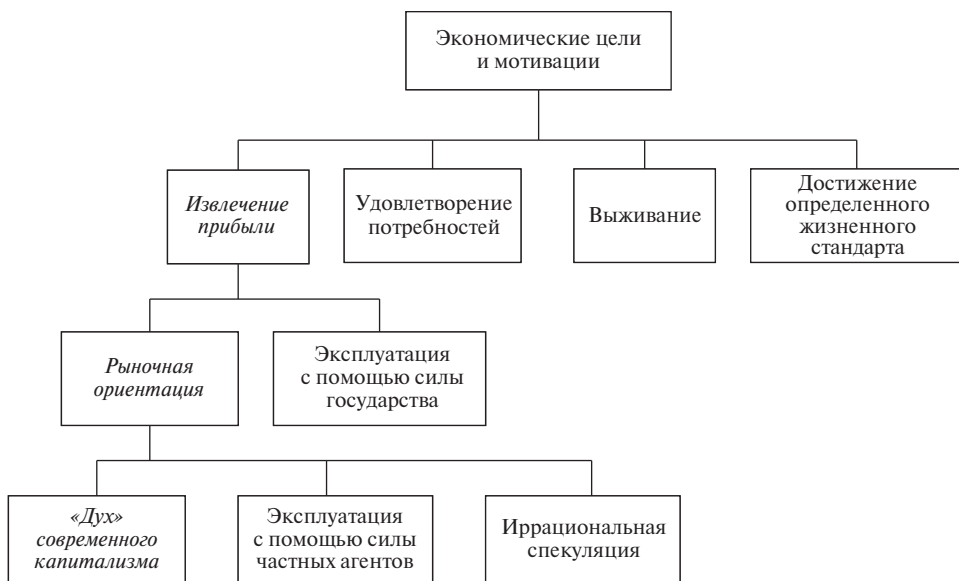 Экономические цели
и мотивации
Извлечение
прибыли
Удовлетворение
потребностей
Выживание
Достижение
определенного
жизненного
стандарта
Рыночная
ориентация
Эксплуатация
с помощью силы
государства
«Дух»
современного
капитализма
Эксплуатация
с помощью силы
частных агентов
Иррациональная
спекуляция